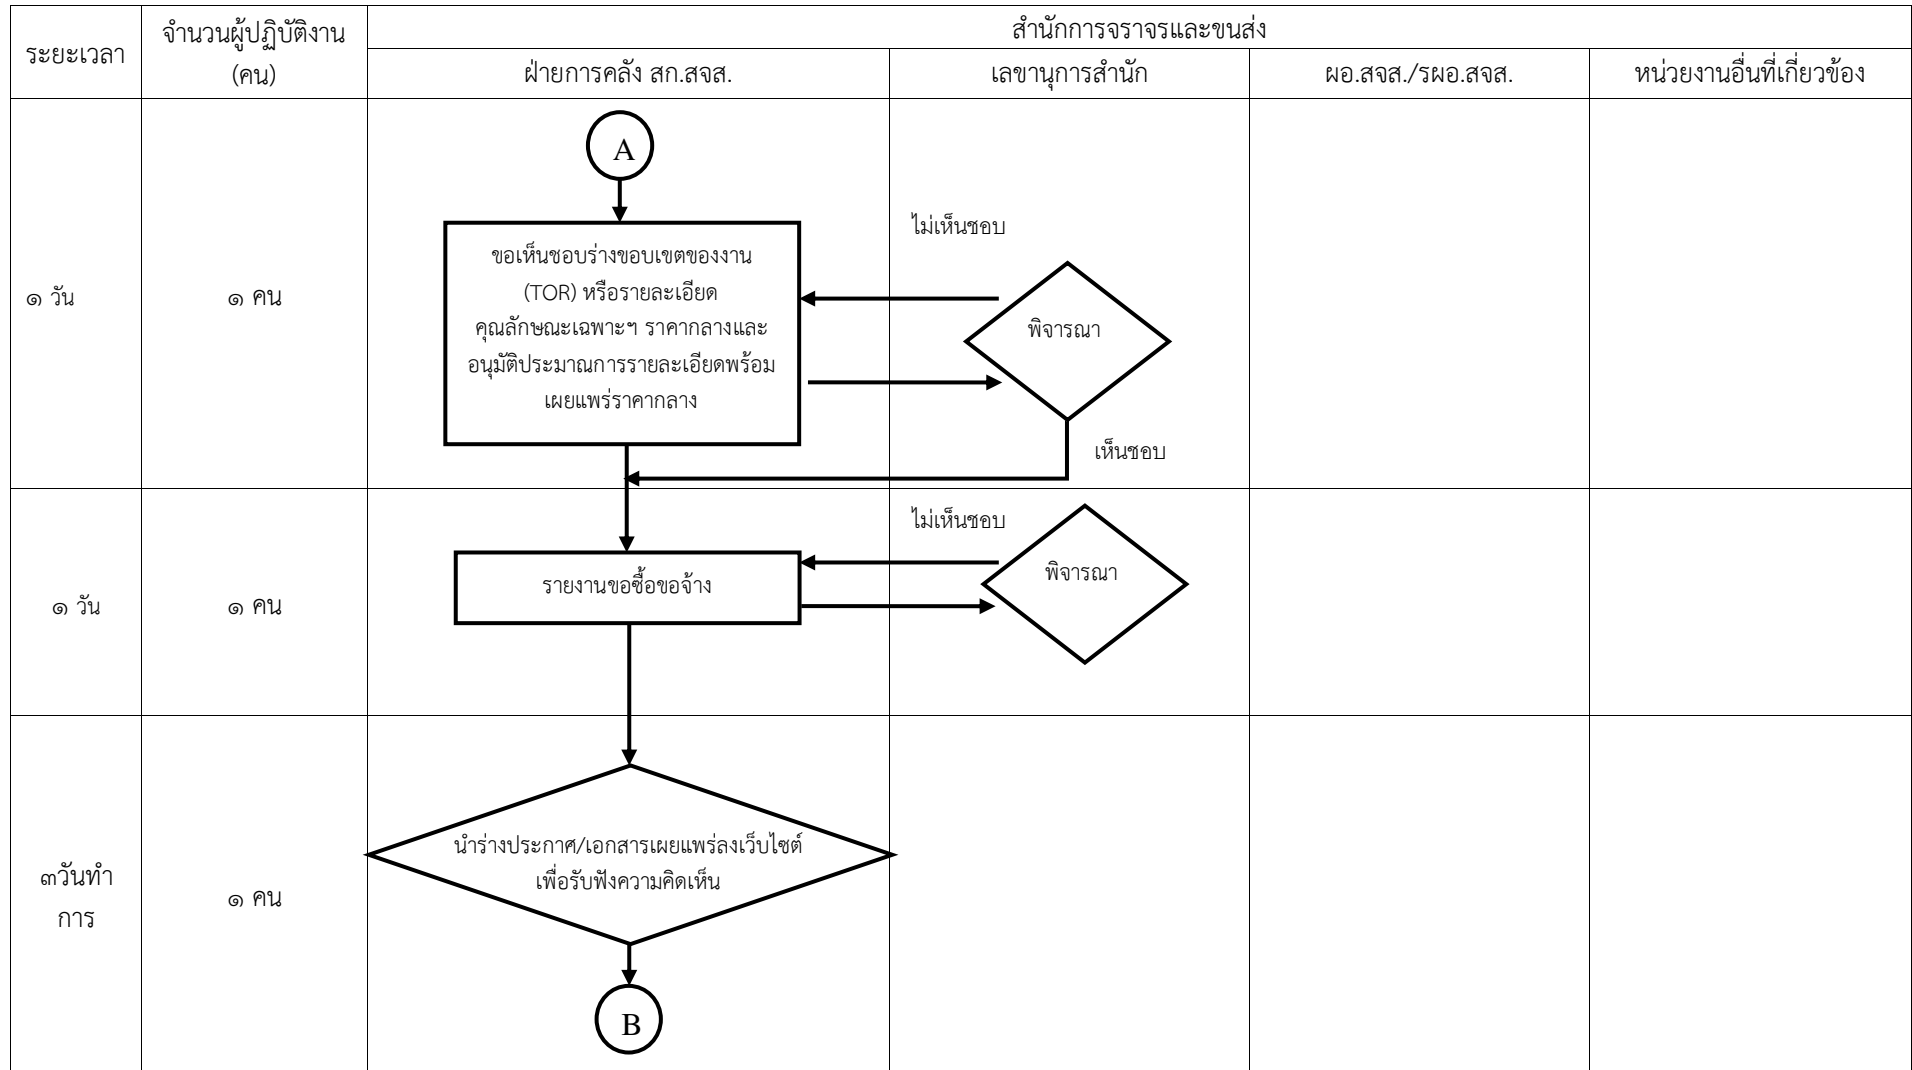 ระยะเวลา
จำนวนผู้ปฏิบัติงาน
(คน)
สำนักการจราจรและขนส่ง
ฝ่ายการคลัง สก.สจส.
เลขานุการสำนัก
ผอ.สจส./รผอ.สจส.
หน่วยงานอื่นที่เกี่ยวข้อง
A
๑ วัน
๑ คน
ขอเห็นชอบร่างขอบเขตของงาน
(TOR) หรือรายละเอียด
คุณลักษณะเฉพาะฯ ราคากลางและ
อนุมัติประมาณการรายละเอียดพร้อม
เผยแพร่ราคากลาง
ไม่เห็นชอบ
พิจารณา
เห็นชอบ
๑ วัน
๑ คน
รายงานขอซื้อขอจ้าง
ไม่เห็นชอบ
พิจารณา
๓วันทำ
การ
๑ คน
นำร่างประกาศ/เอกสารเผยแพร่ลงเว็บไซต์
เพื่อรับฟังความคิดเห็น
B